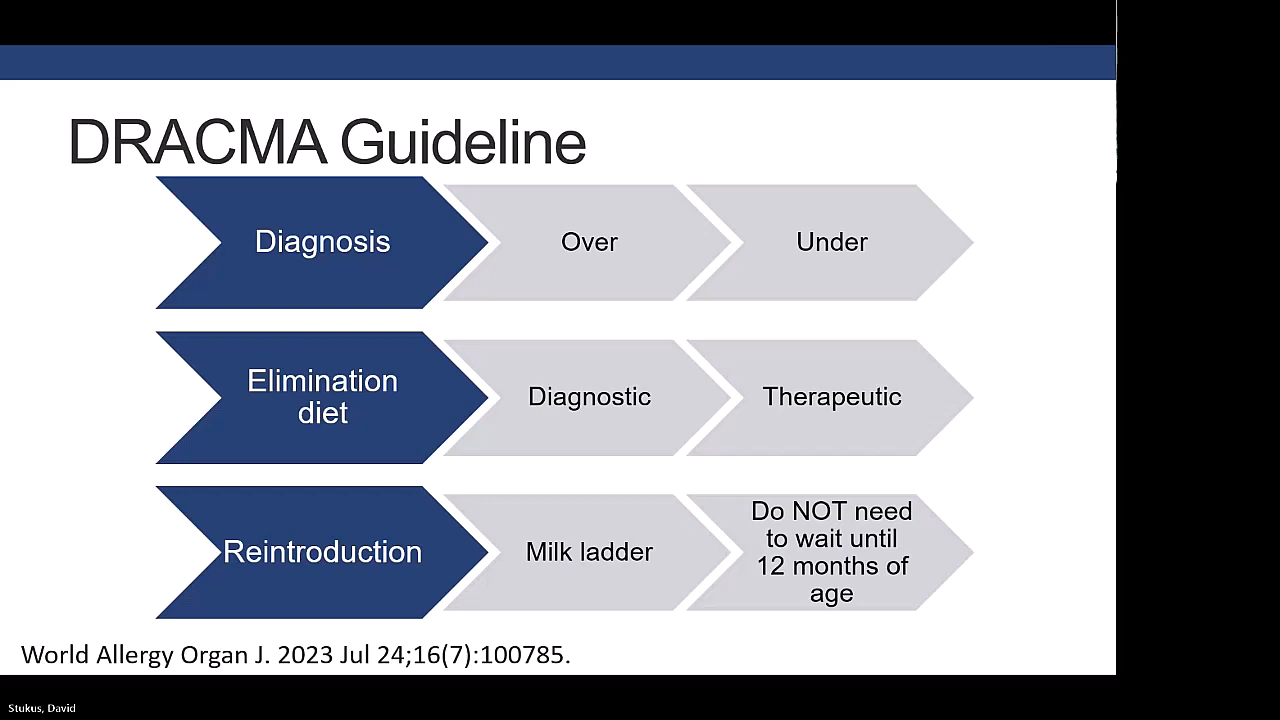 DRACMA Guideline
Diagnosis
Over
Under
Elimination
diet
Diagnostic
Therapeutic
Reintroduction
Milk ladder
Do NOT need
to wait until
12 months of
age
World Allergy Organ J. 2023 Jul 24;16(7):100785.
Stukus, David